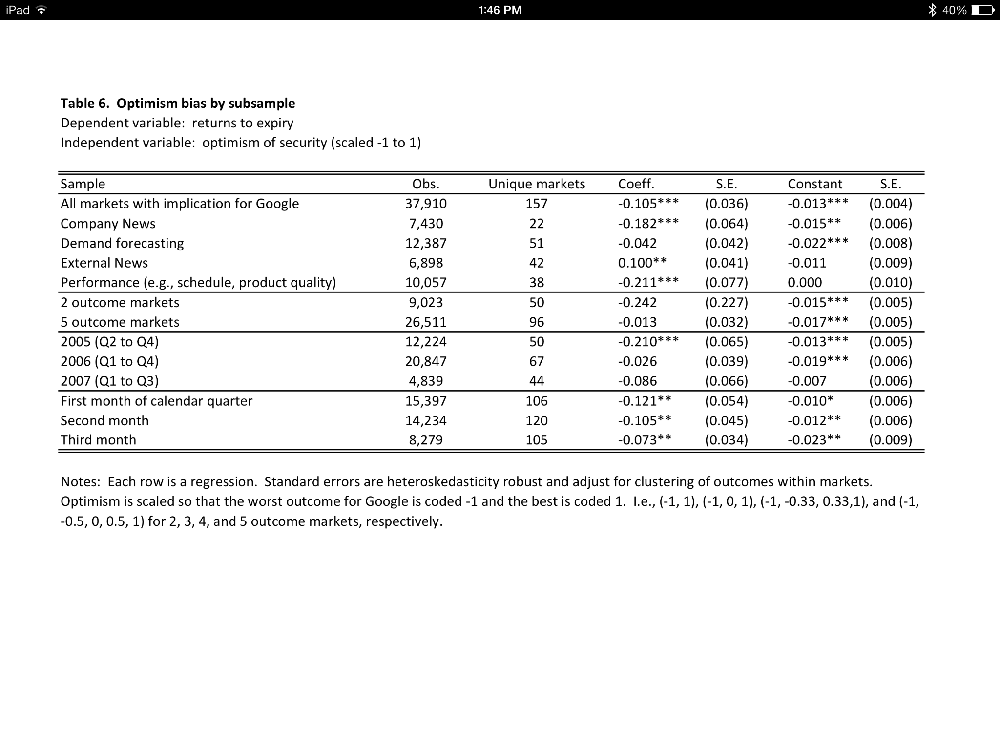 iPad 1:46 PM 40%
Table 6.  Optimism bias by subsample
Dependent variable:  returns to expiry
Independent variable:  optimism of security (scaled -1 to 1)
Sample Obs. Unique markets Coeff. S.E. Constant S.E.
All markets with implication for Google 37,910 157 -0.105*** (0.036) -0.013*** (0.004)
Company News 7,430 22 -0.182*** (0.064) -0.015** (0.006)
Demand forecasting 12,387 51 -0.042 (0.042) -0.022*** (0.008)
External News 6,898 42 0.100** (0.041) -0.011 (0.009)
Performance (e.g., schedule, product quality) 10,057 38 -0.211*** (0.077) 0.000 (0.010)
2 outcome markets 9,023 50 -0.242 (0.227) -0.015*** (0.005)
5 outcome markets 26,511 96 -0.013 (0.032) -0.017*** (0.005)
2005 (Q2 to Q4) 12,224 50 -0.210*** (0.065) -0.013*** (0.005)
2006 (Q1 to Q4) 20,847 67 -0.026 (0.039) -0.019*** (0.006)
2007 (Q1 to Q3) 4,839 44 -0.086 (0.066) -0.007 (0.006)
First month of calendar quarter 15,397 106 -0.121** (0.054) -0.010* (0.006)
Second month 14,234 120 -0.105** (0.045) -0.012** (0.006)
Third month 8,279 105 -0.073** (0.034) -0.023** (0.009)
Notes:  Each row is a regression.  Standard errors are heteroskedasticity robust and adjust for clustering of outcomes within markets.
Optimism is scaled so that the worst outcome for Google is coded -1 and the best is coded 1.  I.e., (-1, 1), (-1, 0, 1), (-1, -0.33, 0.33,1), and (-1,
-0.5, 0, 0.5, 1) for 2, 3, 4, and 5 outcome markets, respectively.